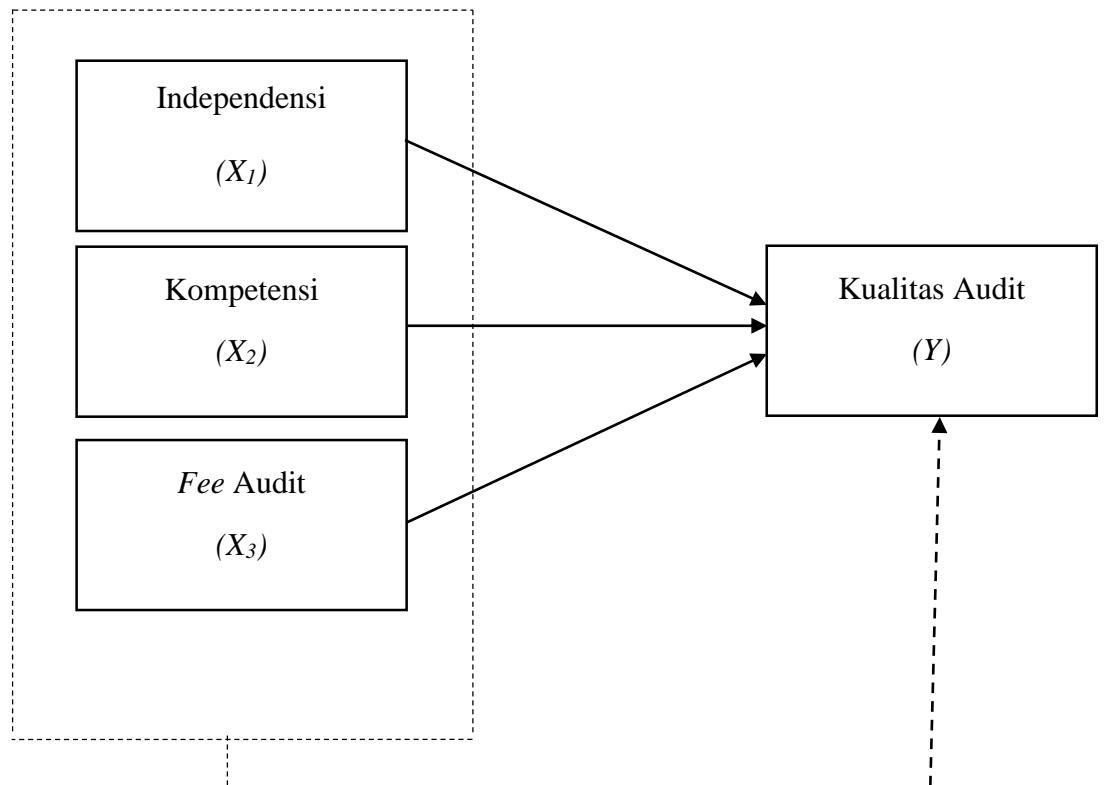 Independensi
(X1)
Kompetensi
(X2)
Fee Audit
(X3)
Kualitas Audit
(Y)